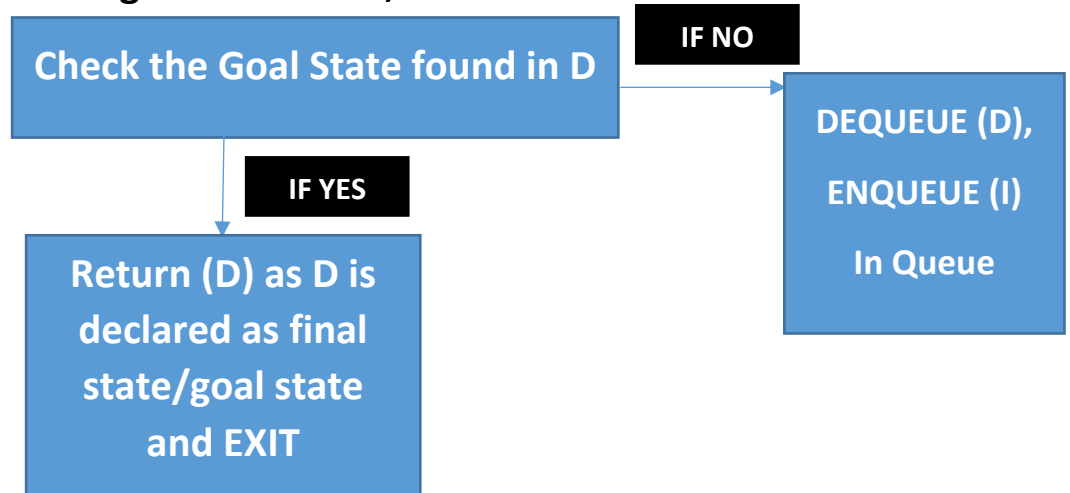 Check the Goal State found in D
IF NO
DEQUEUE (D),
ENQUEUE (I)
In Queue
IF YES
Return (D) as D is
declared as final
state/goal state
and EXIT